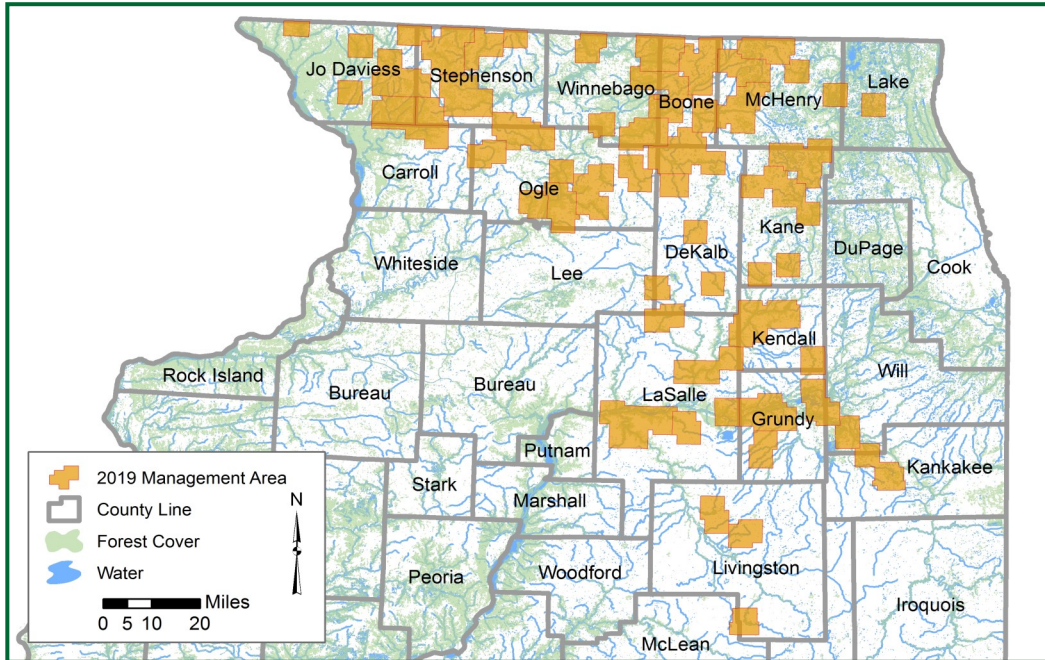 Jo Daviess
Stephenson
Winnebago
Boone
McHenry
Lake
Carroll
Ogle
Kane
DeKalb
DuPage
Cook
Whiteside
Lee
Kendall
Rock Island
Bureau
Bureau
LaSalle
Will
Grundy
Putnam
Kankakee
Stark
Marshall
Peoria
Woodford
Livingston
Iroquois
McLean
2019 Management Area
County Line
Forest Cover
Water
N
Miles
0 5 10 20